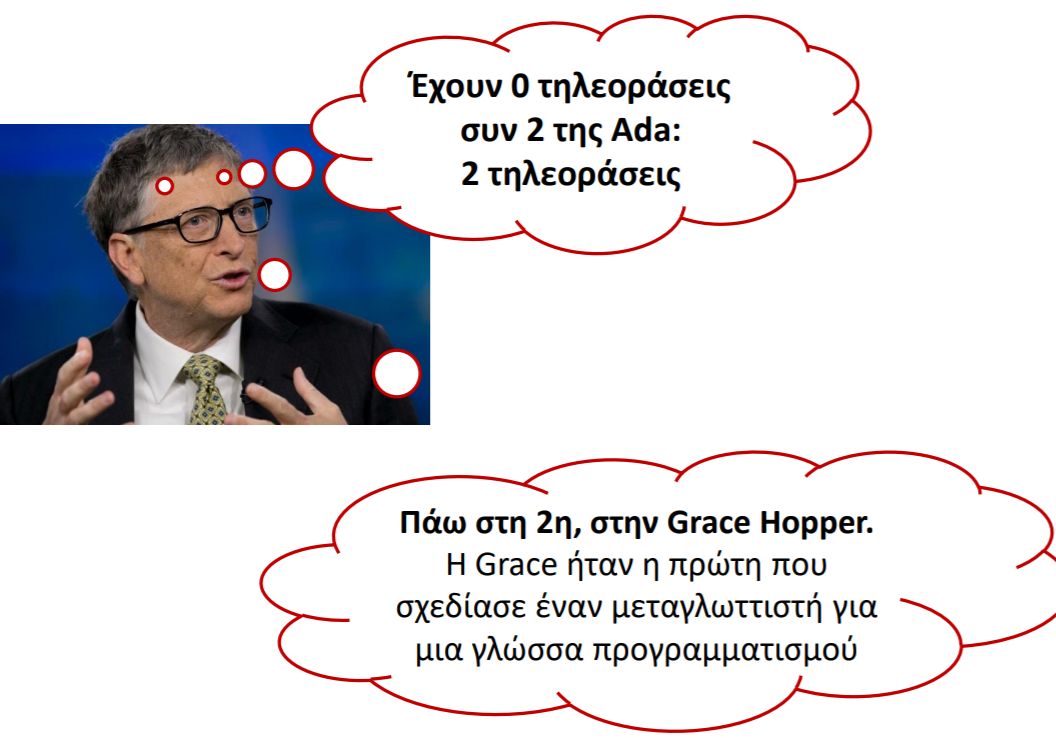 Έχουν 0 τηλεοράσεις
συν 2 της Ada:
2 τηλεοράσεις
Πάω στη 2η, στην Grace Hopper.
Η Grace ήταν η πρώτη που
σχεδίασε έναν μεταγλωττιστή για
μια γλώσσα προγραμματισμού